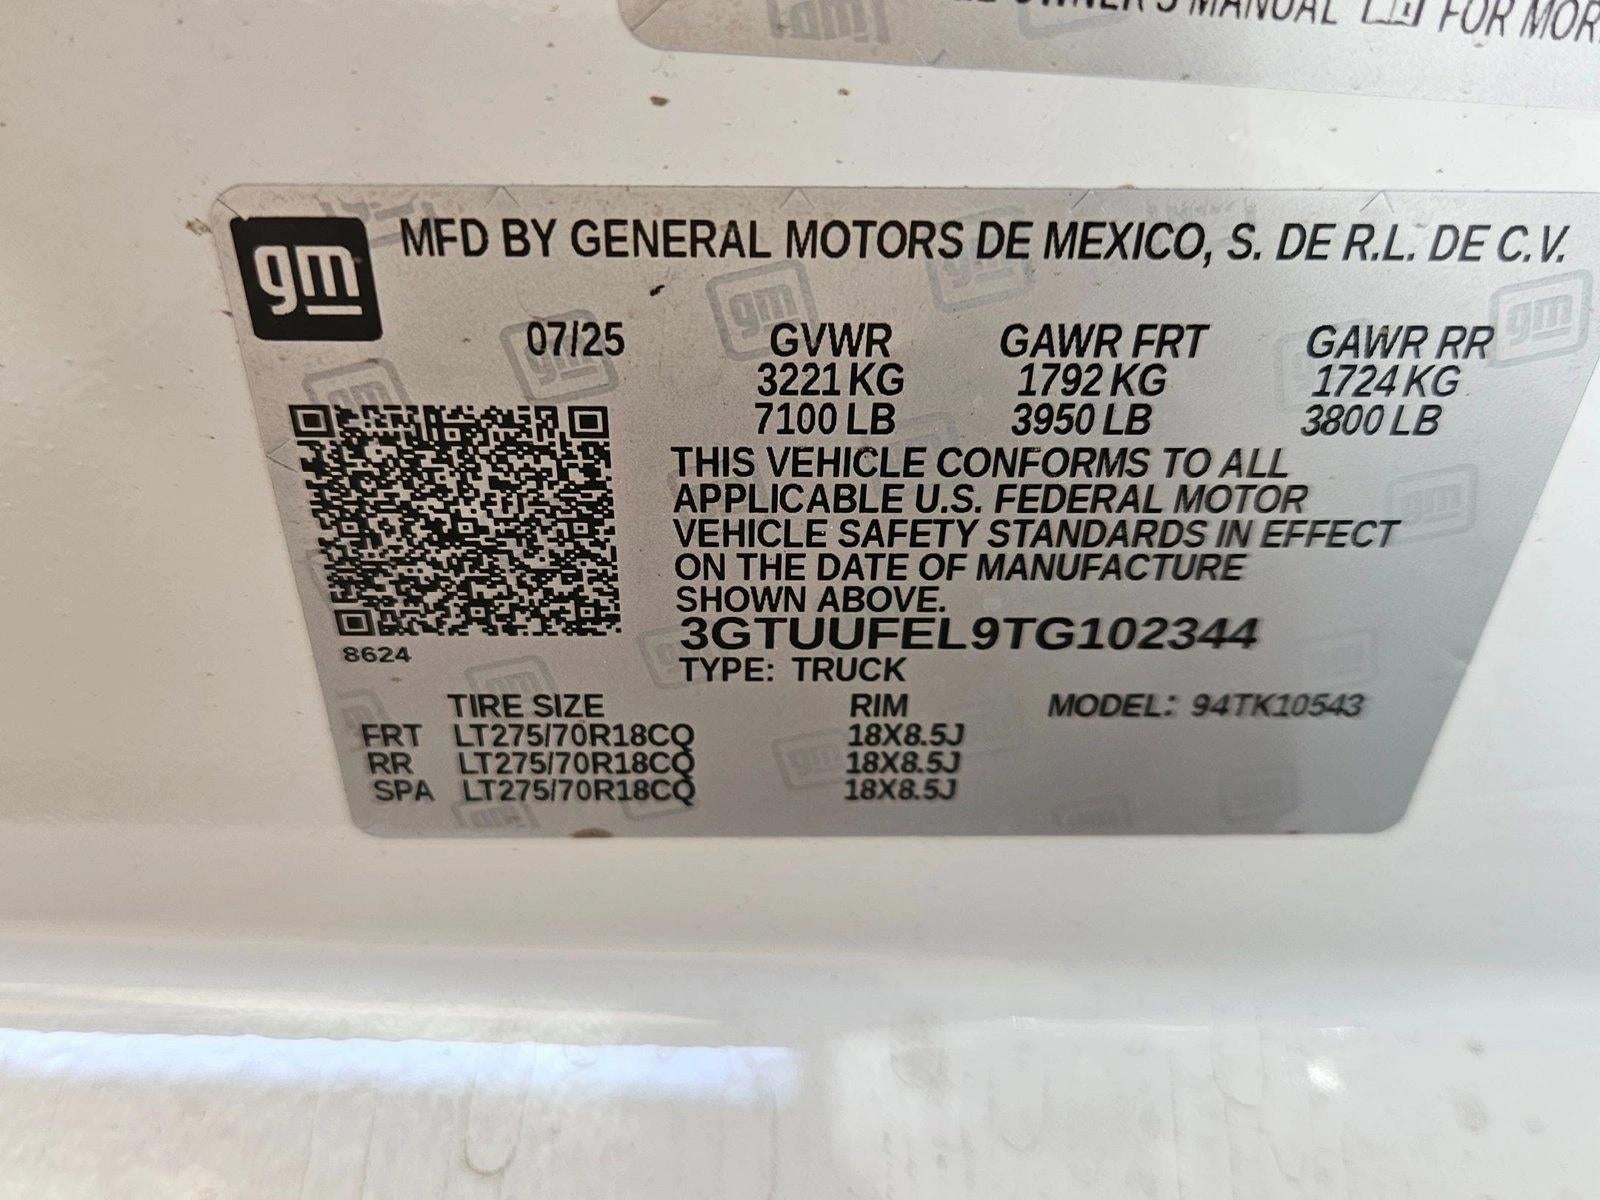 OWNER'S MANUAL FOR MOR
gm
MFD BY GENERAL MOTORS DE MEXICO, S. DE R.L. DE C.V.
07/25 GVWR GAWR FRT GAWR RR
3221 KG 1792 KG 1724 KG
7100 LB 3950 LB 3800 LB
THIS VEHICLE CONFORMS TO ALL
APPLICABLE U.S. FEDERAL MOTOR
VEHICLE SAFETY STANDARDS IN EFFECT
ON THE DATE OF MANUFACTURE
SHOWN ABOVE.
3GTUUFEL9TG102344
8624
TYPE: TRUCK
TIRE SIZE RIM MODEL: 94TK10543
FRT LT275/70R18CQ 18X8.5J
RR LT275/70R18CQ 18X8.5J
SPA LT275/70R18CQ 18X8.5J